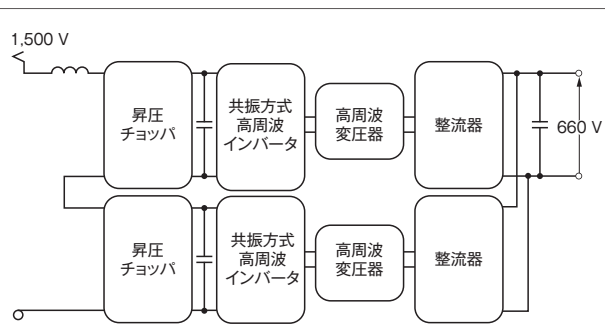 1,500 V
昇圧
チョッパ
共振方式
高周波
インバータ
高周波
変圧器
整流器
660 V
昇圧
チョッパ
共振方式
高周波
インバータ
高周波
変圧器
整流器